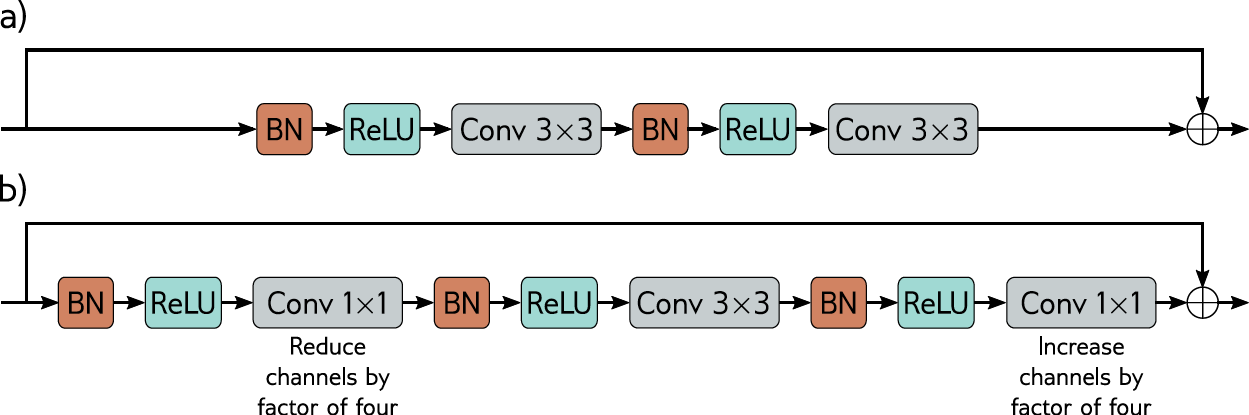 a)
BN ReLU Conv 3×3 BN ReLU Conv 3×3
b)
BN ReLU Conv 1×1 BN ReLU Conv 3×3 BN ReLU Conv 1×1
Reduce
channels by
factor of four
Increase
channels by
factor of four